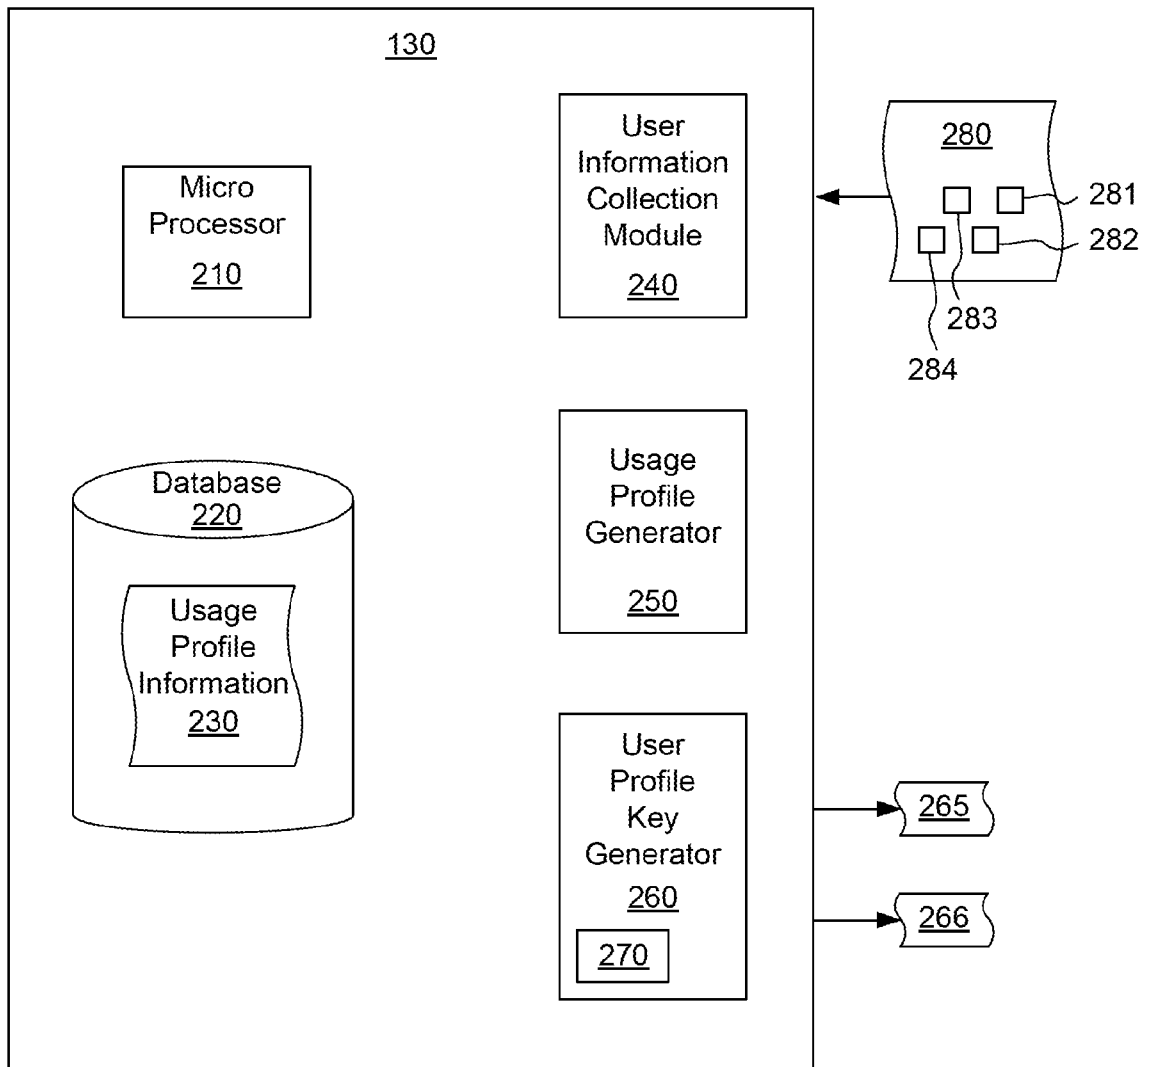 130
Micro
Processor
210
User
Information
Collection
Module
240
280
281
282
283
284
Database
220
Usage
Profile
Information
230
Usage
Profile
Generator
250
User
Profile
Key
Generator
260
270
265
266